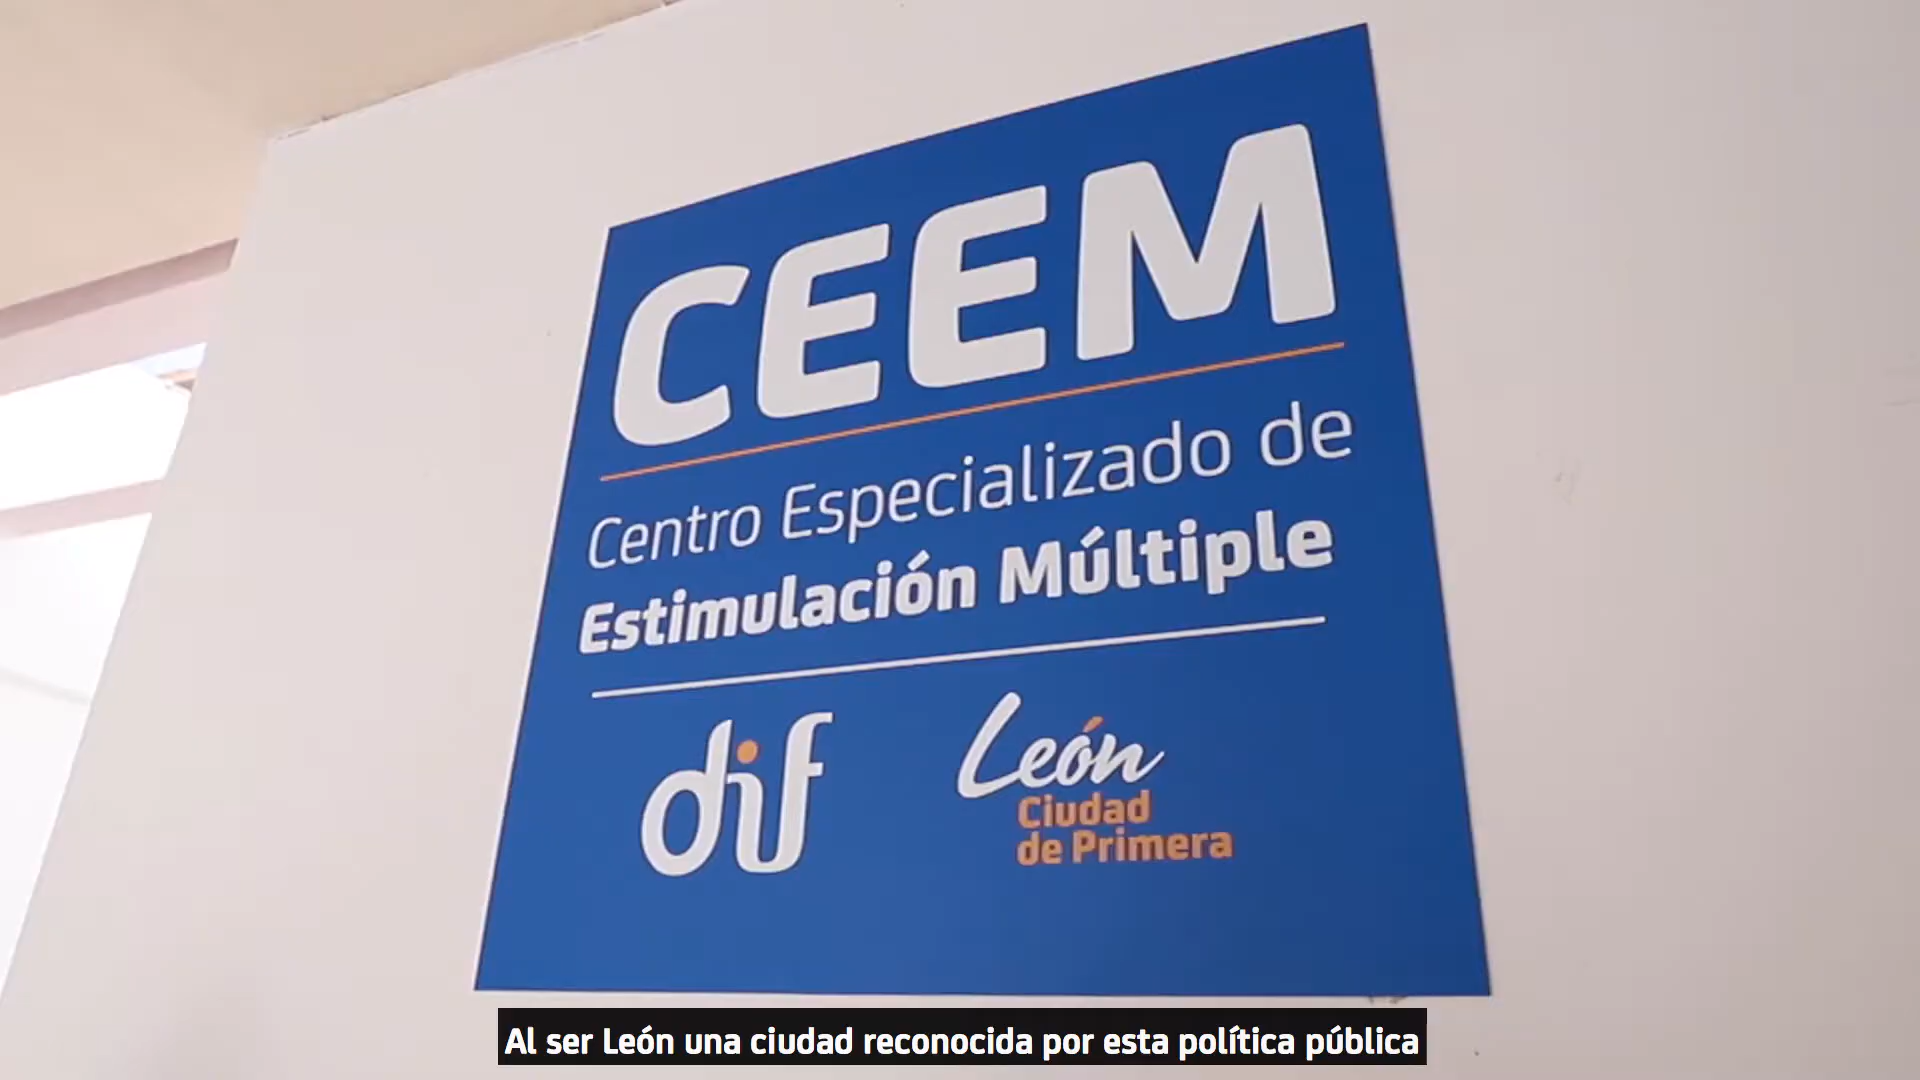 CEEM
Centro Especializado de
Estimulación Múltiple
dif
León
Ciudad
de Primera
Al ser León una ciudad reconocida por esta política pública